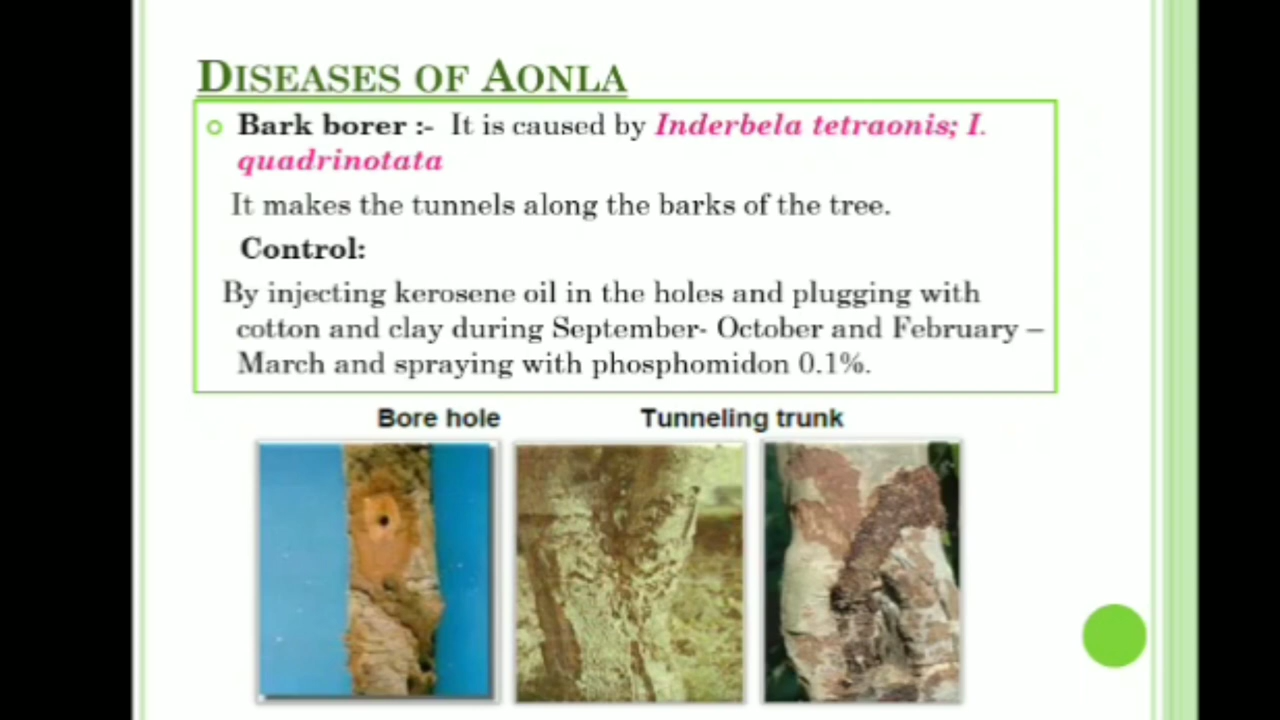 DISEASES OF AONLA
Bark borer :- It is caused by Inderbela tetraonis; I.
quadrinotata
It makes the tunnels along the barks of the tree.
Control:
By injecting kerosene oil in the holes and plugging with
cotton and clay during September- October and February –
March and spraying with phosphomidon 0.1%.
Bore hole
Tunneling trunk